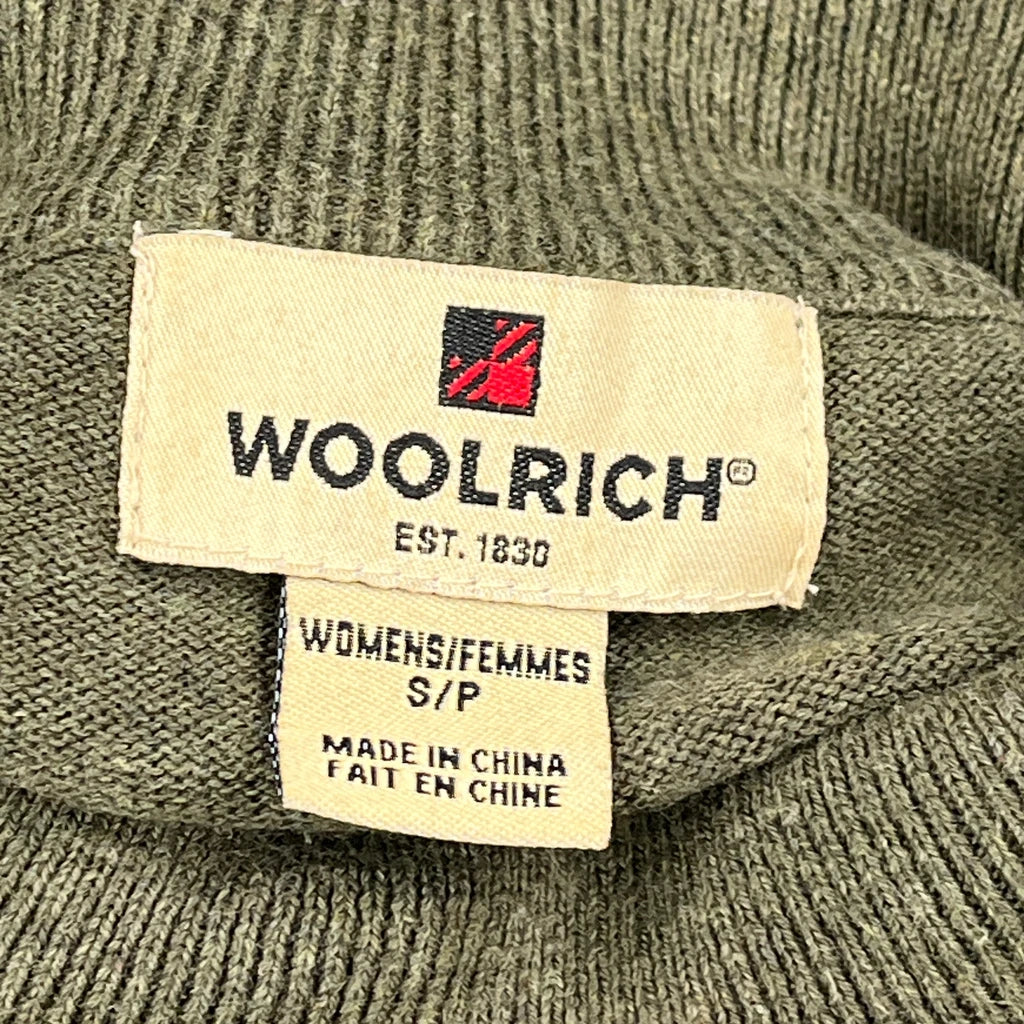 WOOLRICH®
EST. 1830
WOMENS/FEMMES
S/P
MADE IN CHINA
FAIT EN CHINE